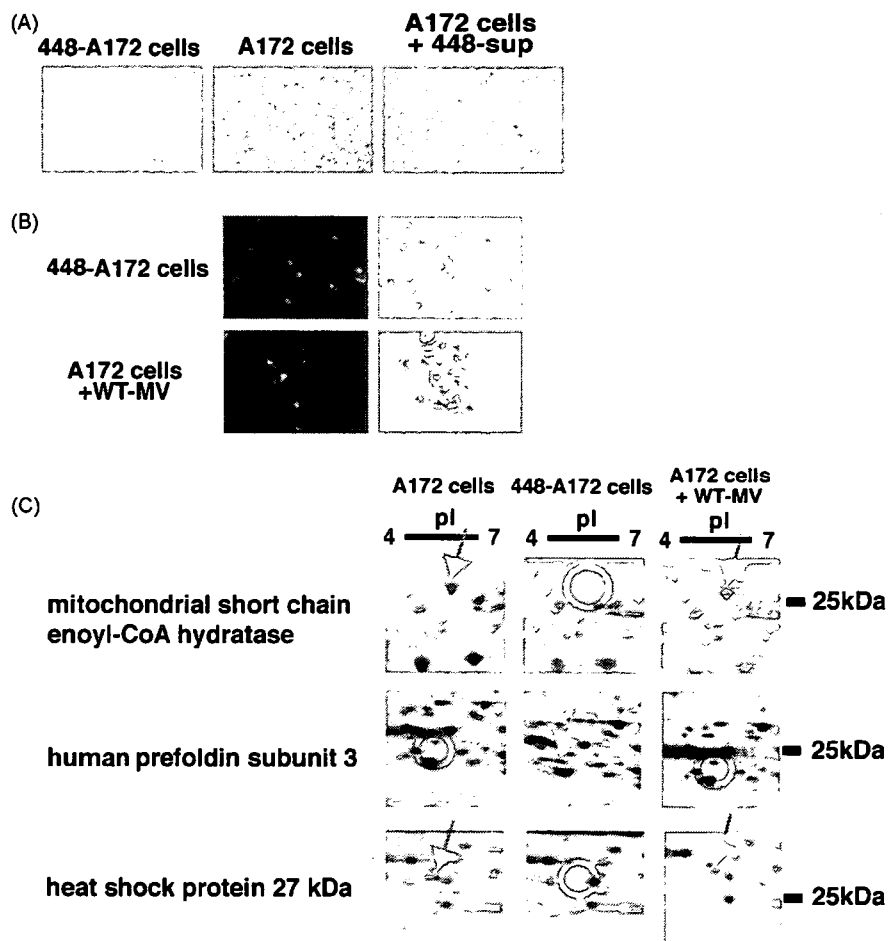 (A)
448-A172 cells
A172 cells
A172 cells
+ 448-sup
(B)
448-A172 cells
A172 cells
+WT-MV
(C)
A172 cells
448-A172 cells
A172 cells
+ WT-MV
4 pI 7
4 pI 7
4 pI 7
mitochondrial short chain
enoyl-CoA hydratase
25kDa
human prefoldin subunit 3
25kDa
heat shock protein 27 kDa
25kDa